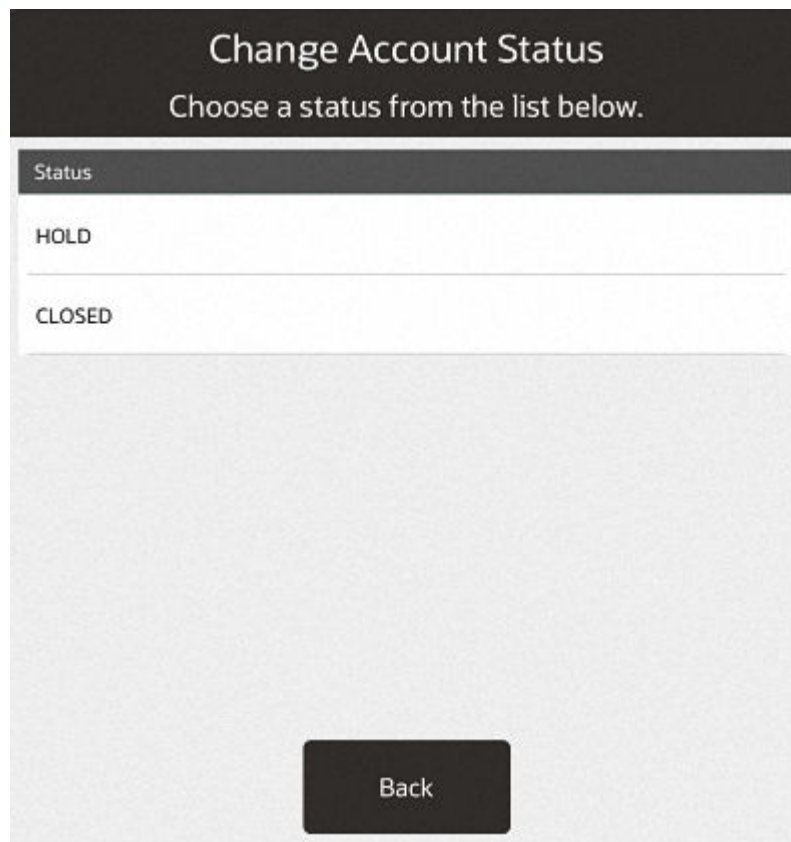 Change Account Status
Choose a status from the list below.
Status
HOLD
CLOSED
Back